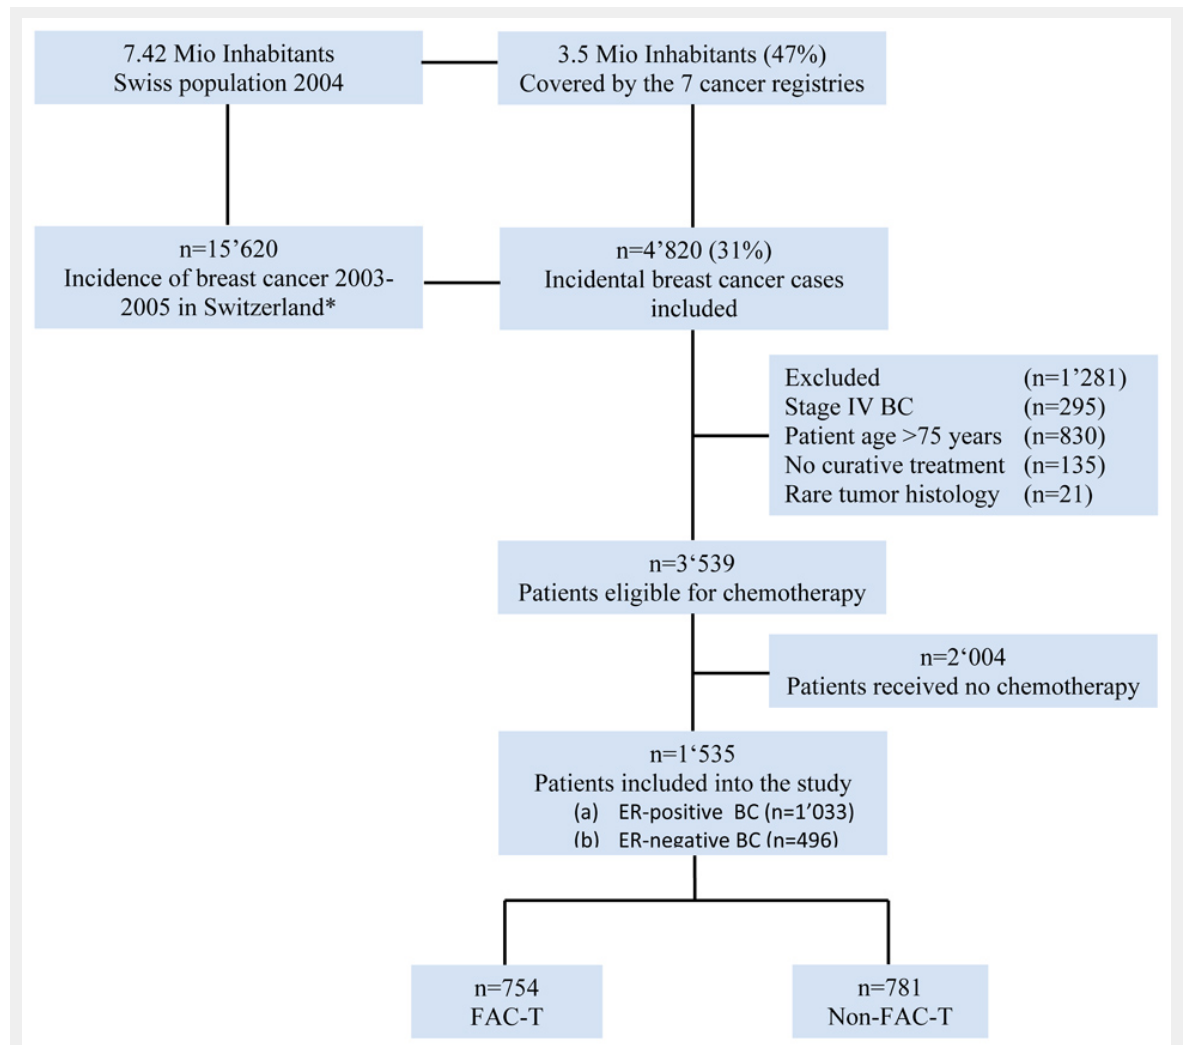 7.42 Mio Inhabitants
Swiss population 2004
3.5 Mio Inhabitants (47%)
Covered by the 7 cancer registries
n=15’620
Incidence of breast cancer 2003-
2005 in Switzerland*
n=4’820 (31%)
Incidental breast cancer cases
included
Excluded (n=1’281)
Stage IV BC (n=295)
Patient age >75 years (n=830)
No curative treatment (n=135)
Rare tumor histology (n=21)
n=3‘539
Patients eligible for chemotherapy
n=2‘004
Patients received no chemotherapy
n=1‘535
Patients included into the study
(a) ER-positive BC (n=1’033)
(b) ER-negative BC (n=496)
n=754
FAC-T
n=781
Non-FAC-T